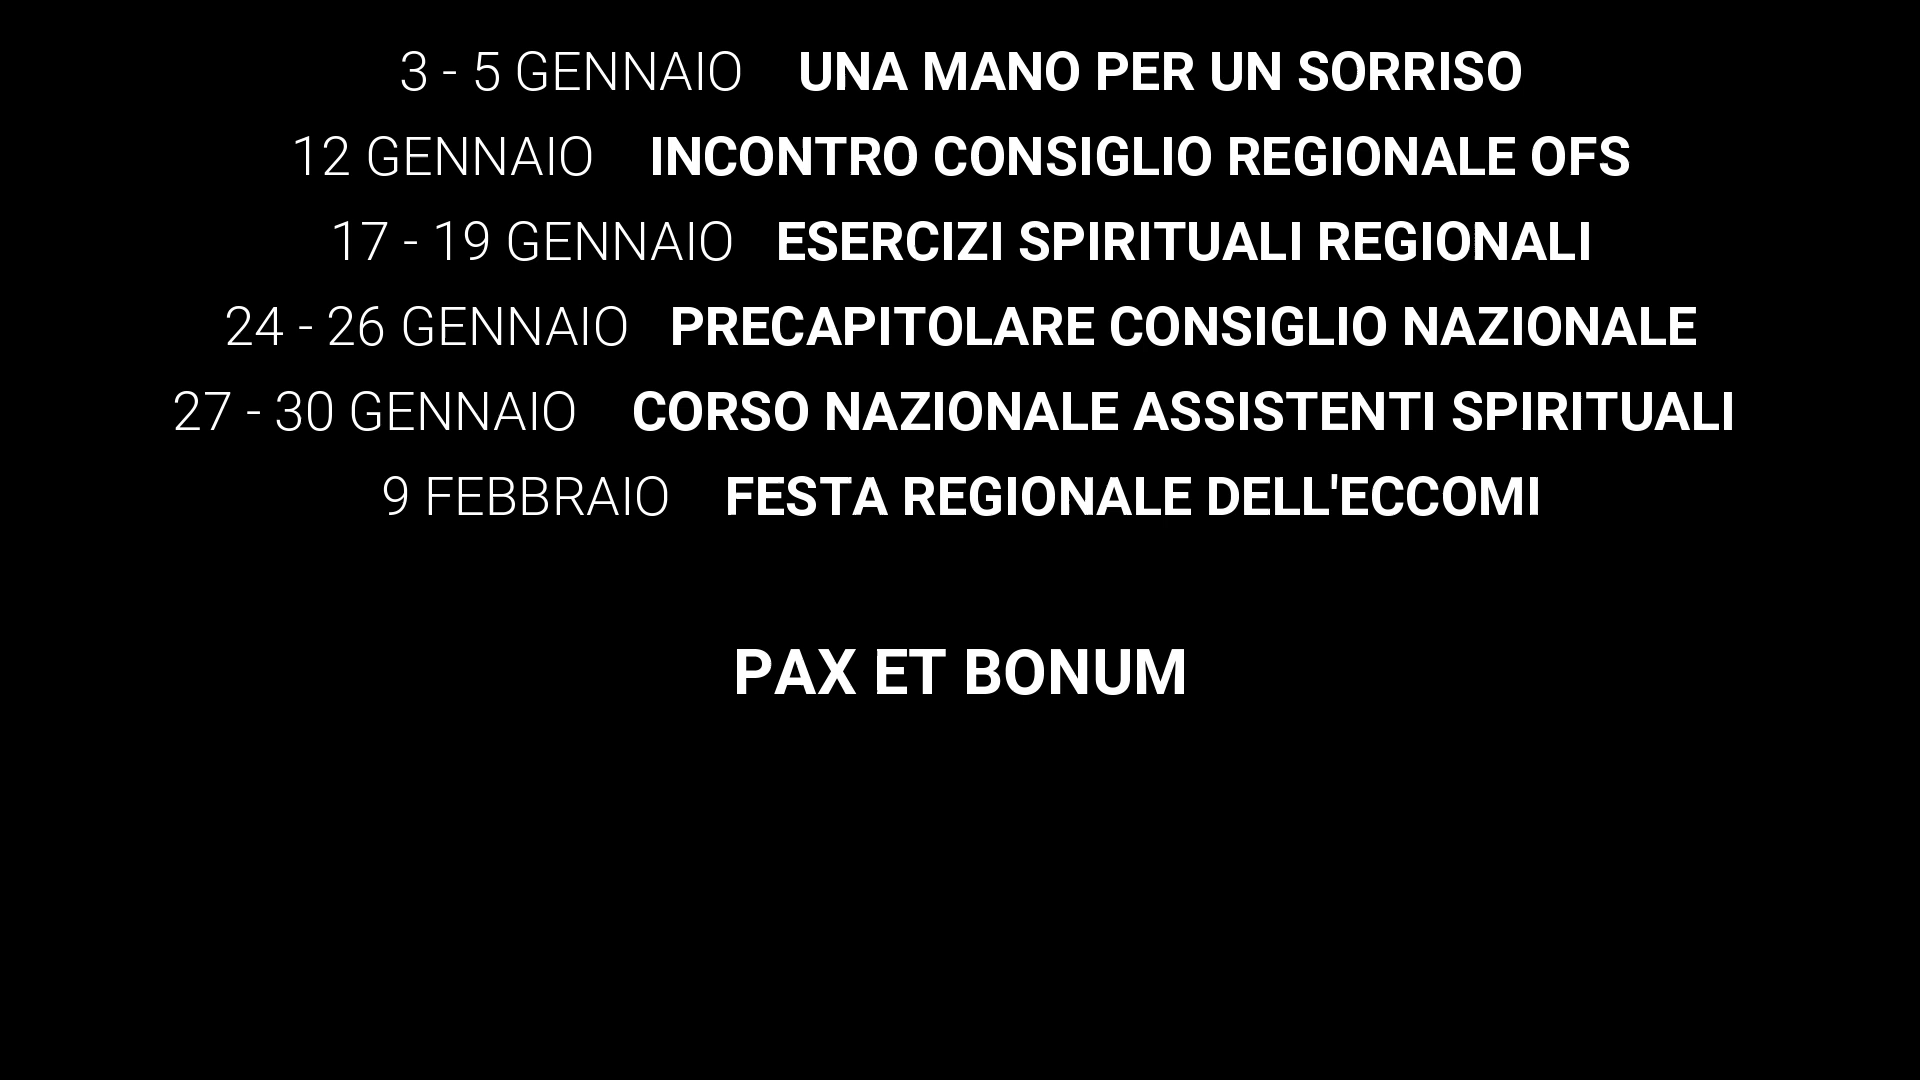 3 - 5 GENNAIO UNA MANO PER UN SORRISO
12 GENNAIO INCONTRO CONSIGLIO REGIONALE OFS
17 - 19 GENNAIO ESERCIZI SPIRITUALI REGIONALI
24 - 26 GENNAIO PRECAPITOLARE CONSIGLIO NAZIONALE
27 - 30 GENNAIO CORSO NAZIONALE ASSISTENTI SPIRITUALI
9 FEBBRAIO FESTA REGIONALE DELL'ECCOMI
PAX ET BONUM